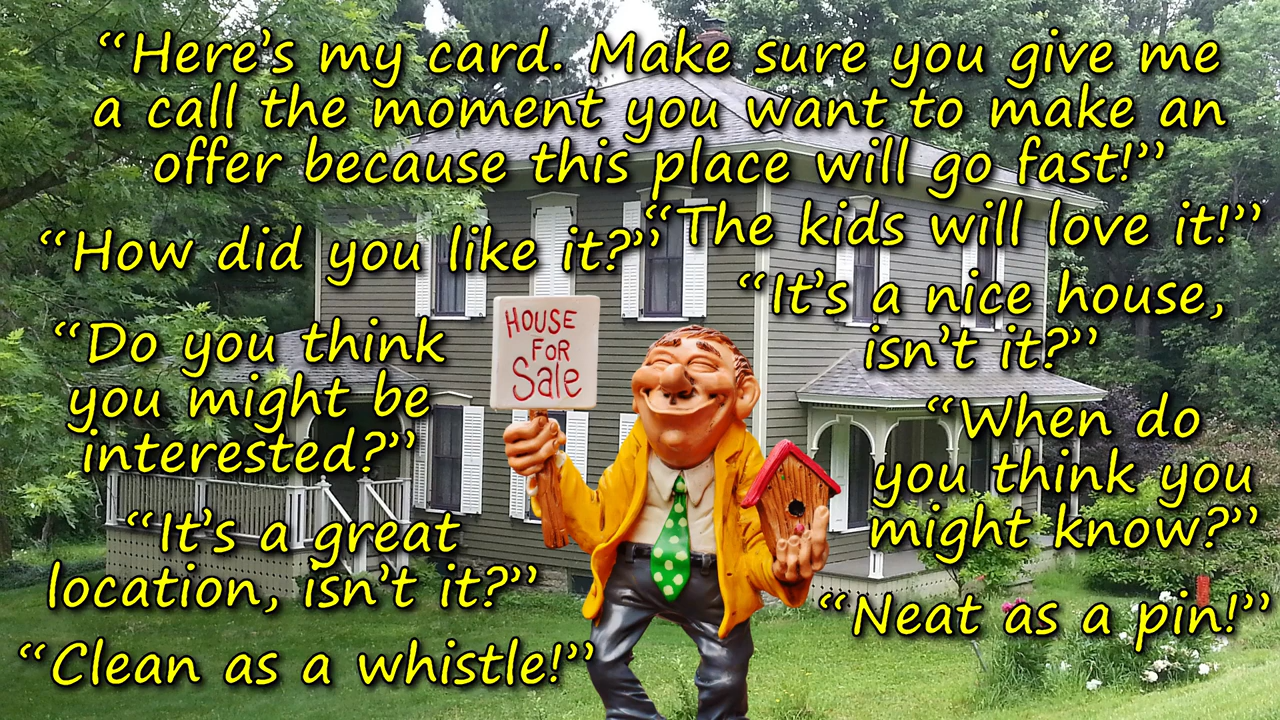 “Here’s my card. Make sure you give me
a call the moment you want to make an
offer because this place will go fast!”
“How did you like it?”
“The kids will love it!”
“It’s a nice house,
isn’t it?”
“Do you think
you might be
interested?”
HOUSE
FOR
Sale
“When do
you think you
might know?”
“It’s a great
location, isn’t it?”
“Neat as a pin!”
“Clean as a whistle!”